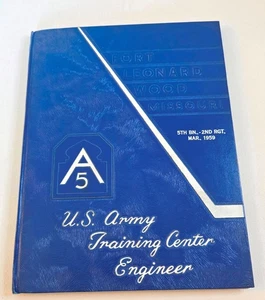 FORT
LEONARD
WOOD
MISSOURI
5TH BN.-2ND RGT.
MAR. 1959
A
5
U.S. Army
Training Center
Engineer